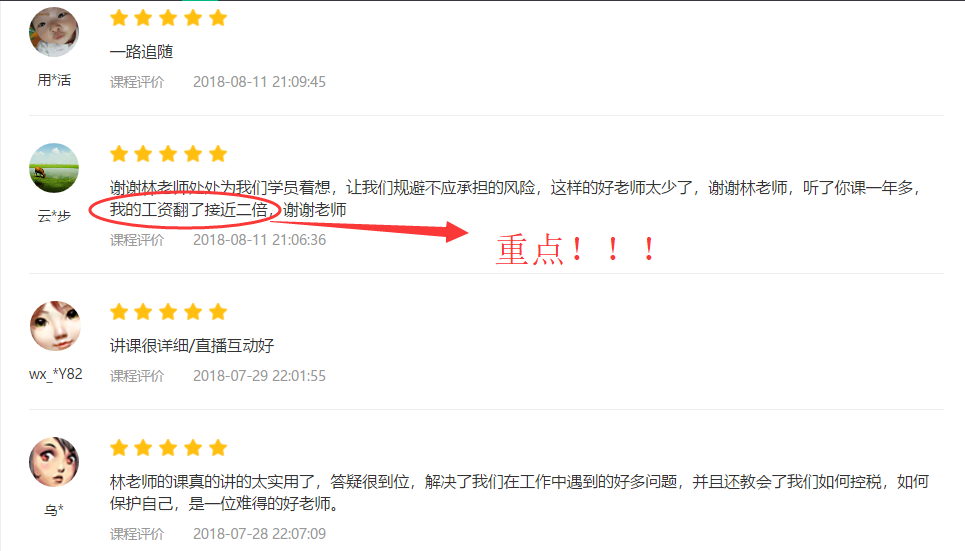 一路追随
用*活
课程评价 2018-08-11 21:09:45
谢谢林老师处处为我们学员着想，让我们规避不应承担的风险，这样的好老师太少了，谢谢林老师，听了你课一年多，
云*步
我的工资翻了接近二倍，谢谢老师
课程评价 2018-08-11 21:06:36
重点！！！
讲课很详细/直播互动好
wx_*Y82
课程评价 2018-07-29 22:01:55
林老师的课真的讲的太实用了，答疑很到位，解决了我们在工作中遇到的好多问题，并且还教会了我们如何控税，如何
保护自己，是一位难得的好老师。
乌*
课程评价 2018-07-28 22:07:09